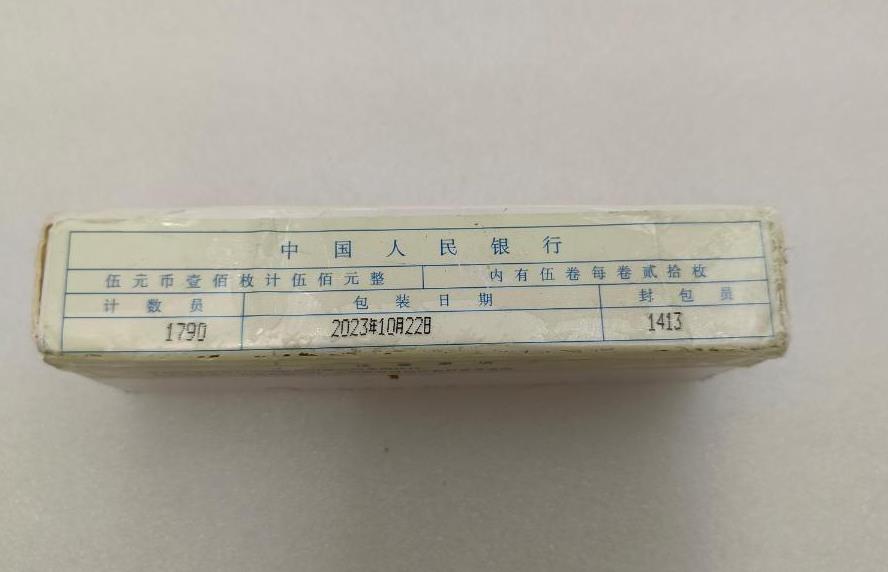 中国人民银行
伍元币壹佰枚计伍佰元整 内有伍卷每卷贰拾枚
计数员 包装日期 封包员
1790 2023年10月22日 1413